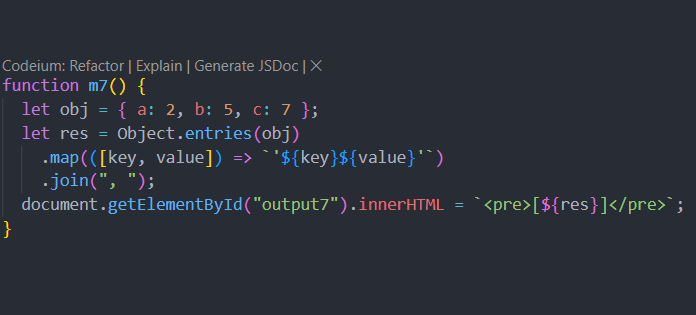 Codeium: Refactor | Explain | Generate JSDoc | ✕
function m7() {
  let obj = { a: 2, b: 5, c: 7 };
  let res = Object.entries(obj)
    .map(([key, value]) => `'${key}${value}'`)
    .join(", ");
  document.getElementById("output7").innerHTML = `<pre>[${res}]</pre>`;
}